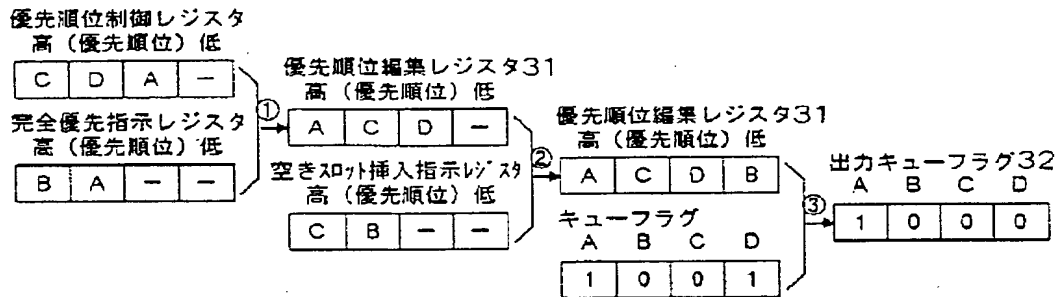 優先順位制御レジスタ
高（優先順位）低
C D A −
完全優先指示レジスタ
高（優先順位）低
B A − −
①
優先順位編集レジスタ31
高（優先順位）低
A C D −
空きスロット挿入指示レジスタ
高（優先順位）低
C B − −
②
優先順位編集レジスタ31
高（優先順位）低
A C D B
キューフラグ
A B C D
1 0 0 1
③
出力キューフラグ32
A B C D
1 0 0 0